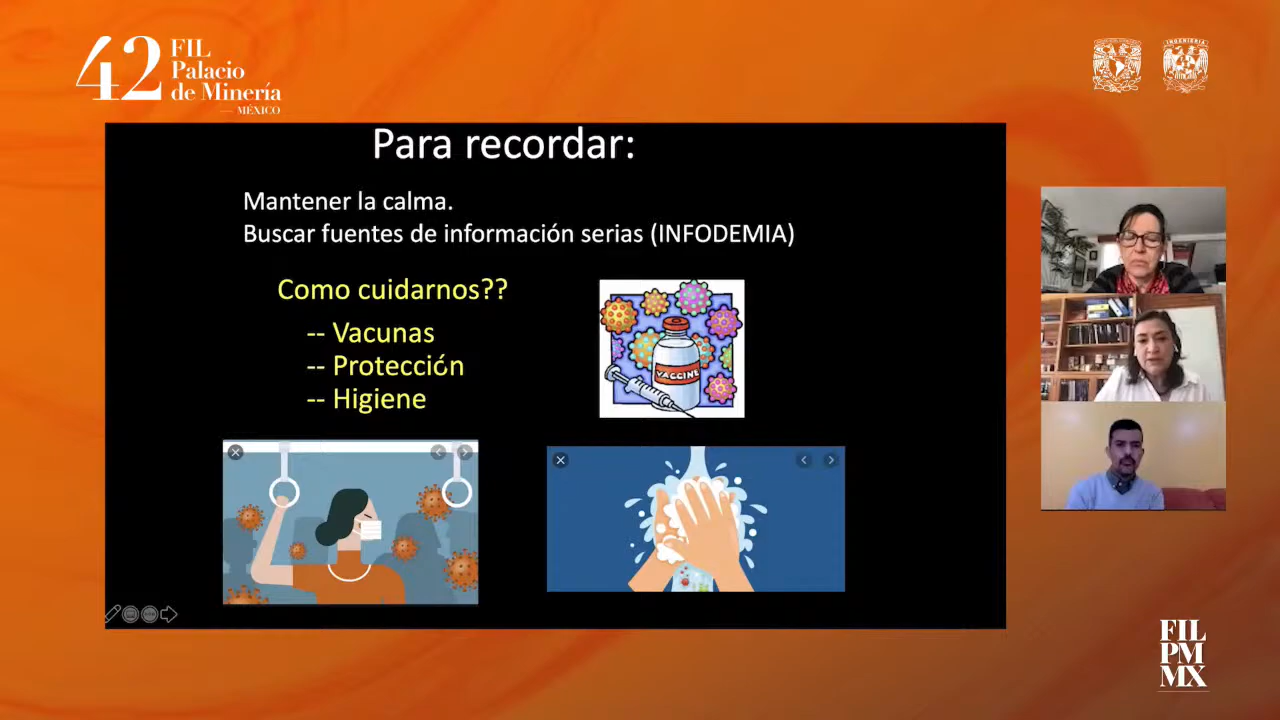 42
FIL
Palacio
de Minería
MÉXICO
INGENIERIA
Para recordar:
Mantener la calma.
Buscar fuentes de información serias (INFODEMIA)
Como cuidarnos??
-- Vacunas
-- Protección
-- Higiene
VACCINE
FIL
PM
MX